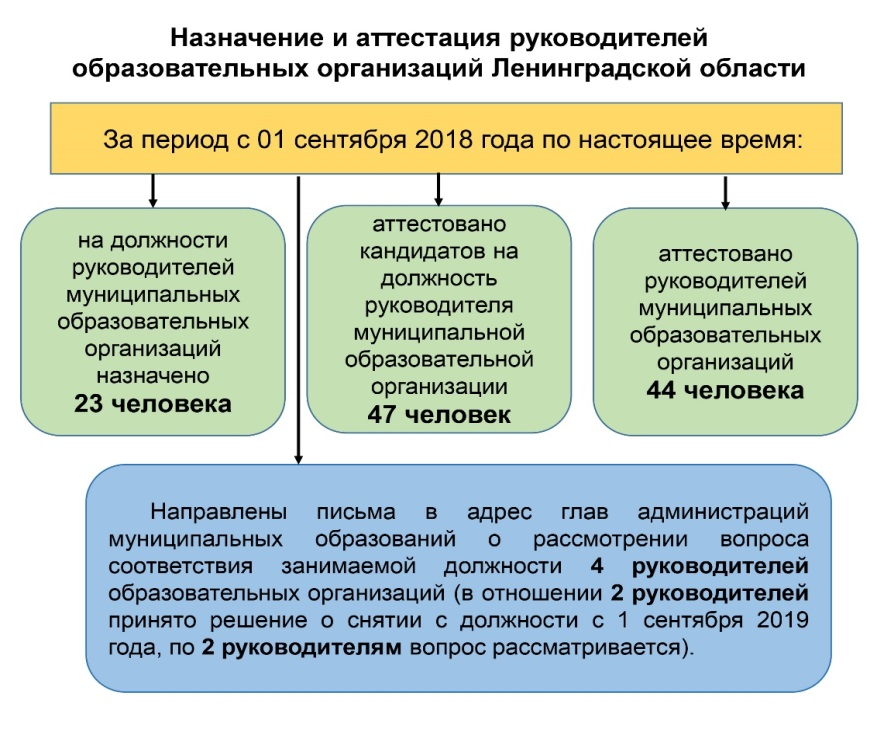 Назначение и аттестация руководителей
образовательных организаций Ленинградской области
За период с 01 сентября 2018 года по настоящее время:
на должности
руководителей
муниципальных
образовательных
организаций
назначено
23 человека
аттестовано
кандидатов на
должность
руководителя
муниципальной
образовательной
организации
47 человек
аттестовано
руководителей
муниципальных
образовательных
организаций
44 человека
Направлены письма в адрес глав администраций
муниципальных образований о рассмотрении вопроса
соответствия занимаемой должности 4 руководителей
образовательных организаций (в отношении 2 руководителей
принято решение о снятии с должности с 1 сентября 2019
года, по 2 руководителям вопрос рассматривается).